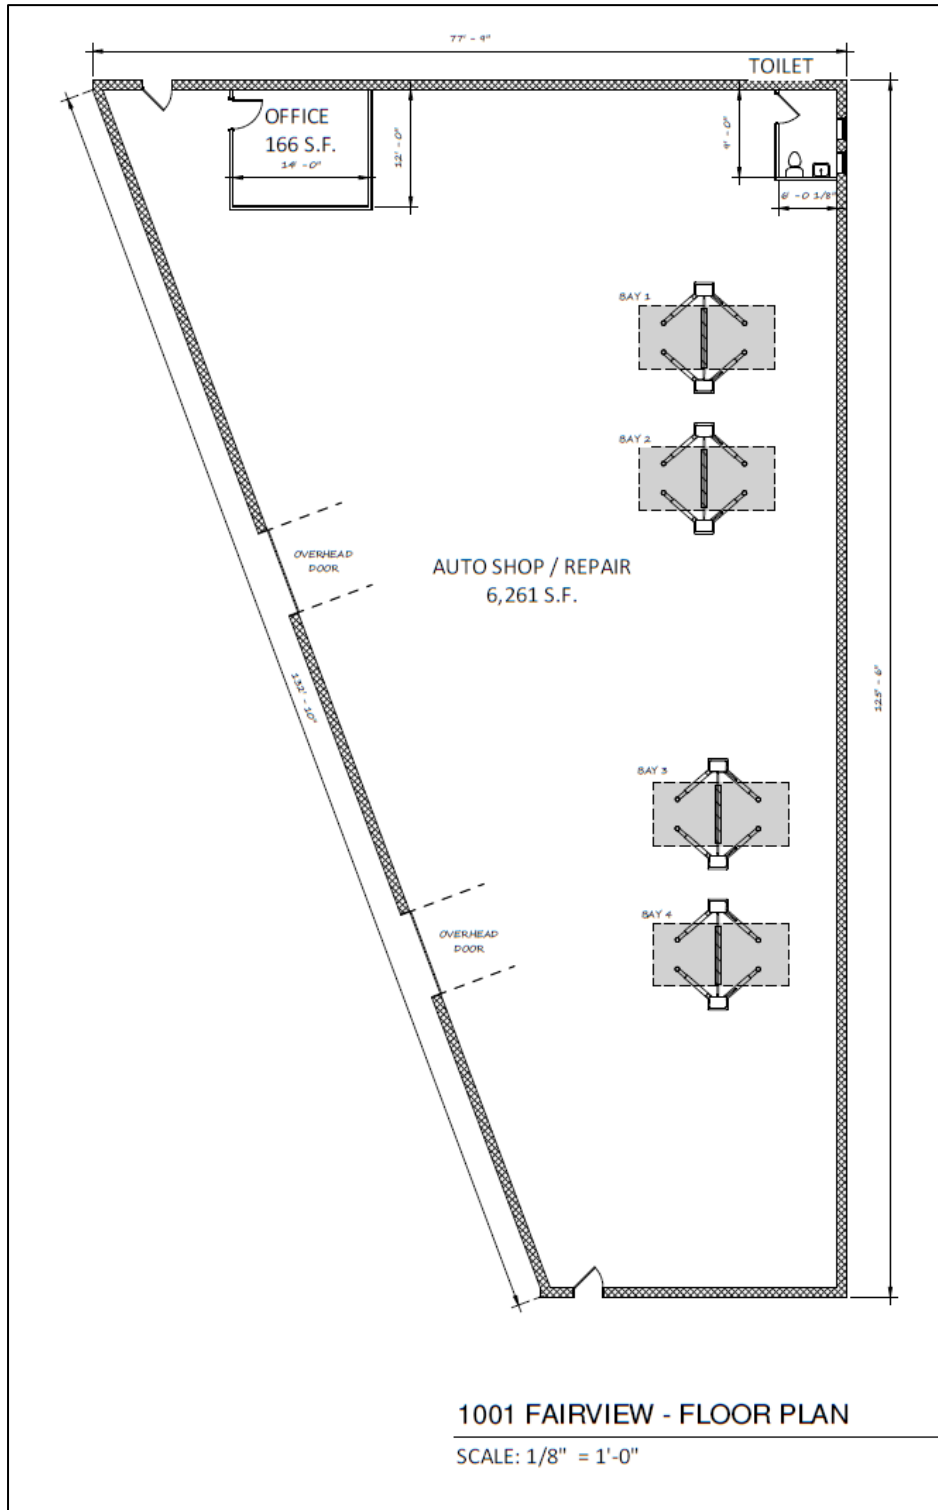 77' - 9"
TOILET
OFFICE
166 S.F.
14' - 0"
12' - 0"
9' - 0"
6' - 0 1/8"
BAY 1
BAY 2
OVERHEAD
DOOR
AUTO SHOP / REPAIR
6,261 S.F.
132' - 10"
125' - 6"
BAY 3
BAY 4
OVERHEAD
DOOR
1001 FAIRVIEW - FLOOR PLAN
SCALE: 1/8" = 1'-0"